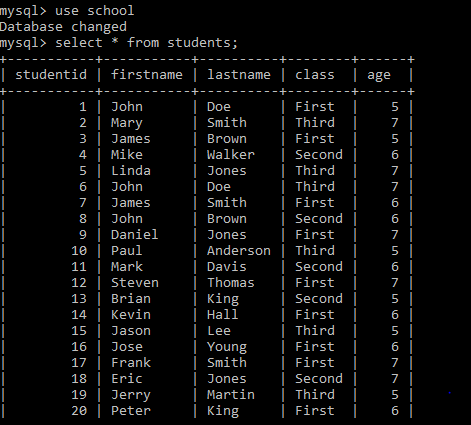 mysql> use school
Database changed
mysql> select * from students;
+-----------+-----------+----------+--------+------+
| studentid | firstname | lastname | class | age |
+-----------+-----------+----------+--------+------+
| 1 | John | Doe | First | 5 |
| 2 | Mary | Smith | Third | 7 |
| 3 | James | Brown | First | 5 |
| 4 | Mike | Walker | Second | 6 |
| 5 | Linda | Jones | Third | 7 |
| 6 | John | Doe | Third | 7 |
| 7 | James | Smith | First | 6 |
| 8 | John | Brown | Second | 6 |
| 9 | Daniel | Jones | First | 7 |
| 10 | Paul | Anderson | Third | 5 |
| 11 | Mark | Davis | Second | 6 |
| 12 | Steven | Thomas | First | 7 |
| 13 | Brian | King | Second | 5 |
| 14 | Kevin | Hall | First | 6 |
| 15 | Jason | Lee | Third | 5 |
| 16 | Jose | Young | First | 6 |
| 17 | Frank | Smith | First | 7 |
| 18 | Eric | Jones | Second | 7 |
| 19 | Jerry | Martin | Third | 5 |
| 20 | Peter | King | First | 6 |